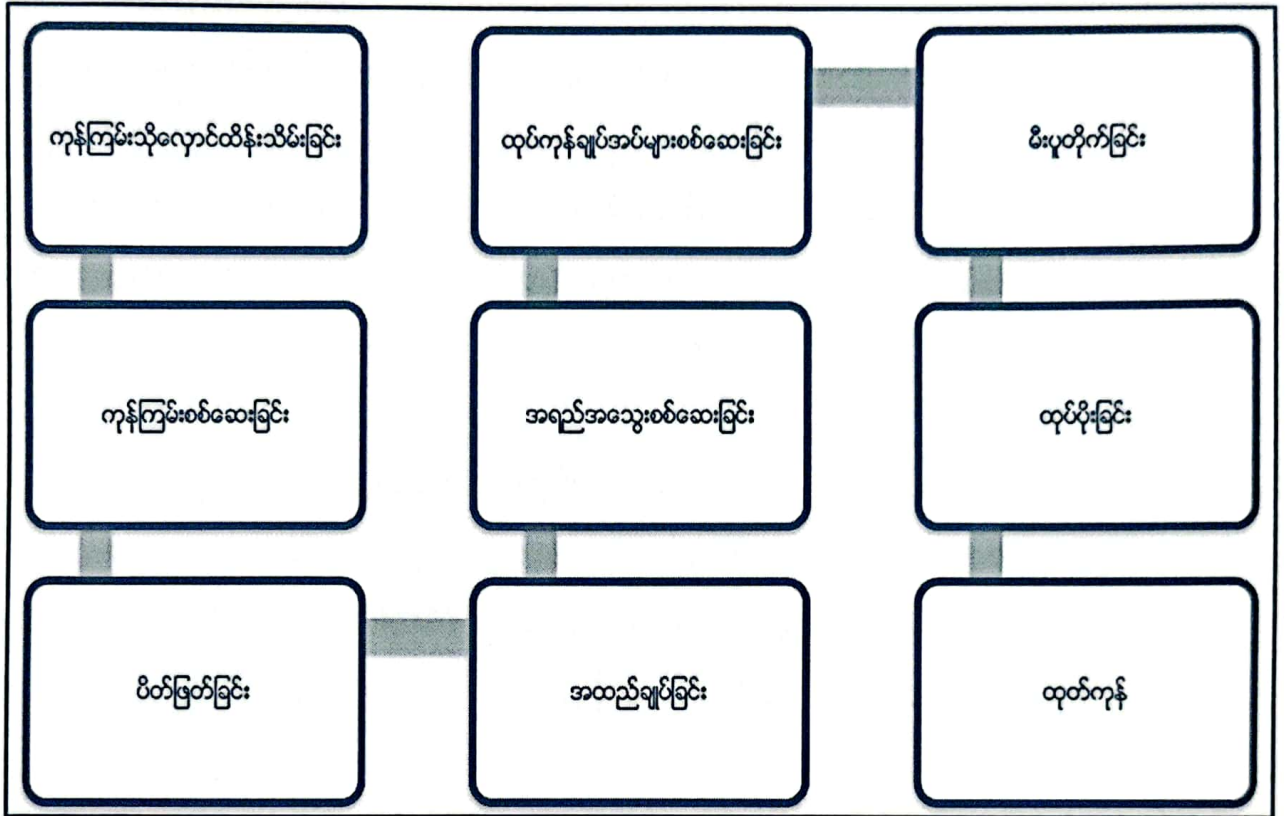 ကုန်ကြမ်းသိုလှောင်ထိန်းသိမ်းခြင်း
ကုန်ကြမ်းစစ်ဆေးခြင်း
ပိတ်ဖြတ်ခြင်း
အထည်ချုပ်ခြင်း
အရည်အသွေးစစ်ဆေးခြင်း
ထုပ်ကုန်ချုပ်အပ်များစစ်ဆေးခြင်း
မီးပူတိုက်ခြင်း
ထုပ်ပိုးခြင်း
ထုတ်ကုန်